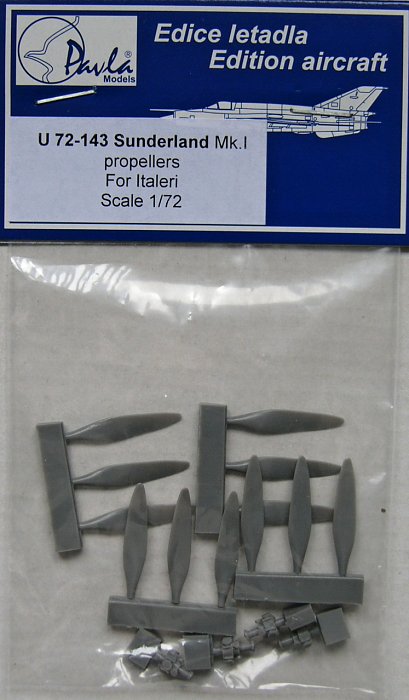 Edice letadla
Edition aircraft
Pavla
Models
U 72-143 Sunderland Mk.I
propellers
For Italeri
Scale 1/72